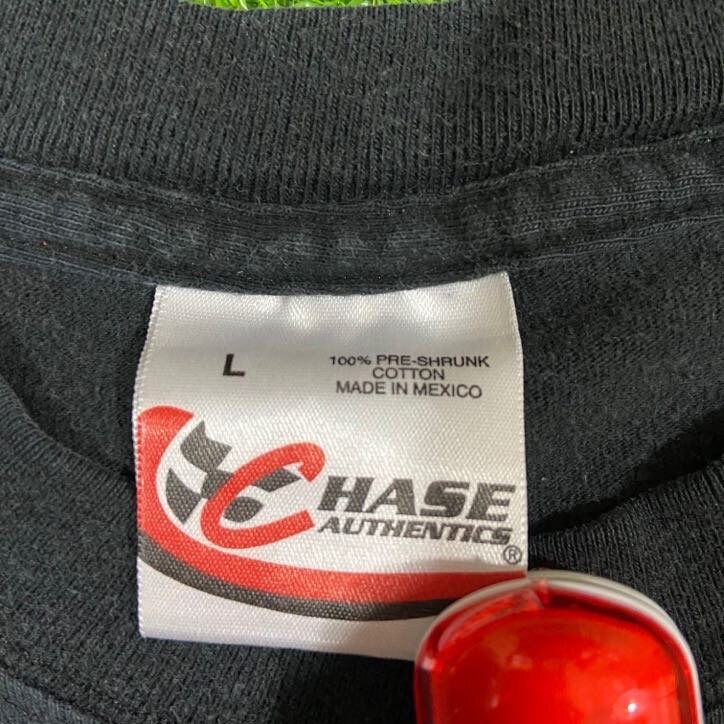 L
100% PRE-SHRUNK
COTTON
MADE IN MEXICO
CHASE
AUTHENTICS
®